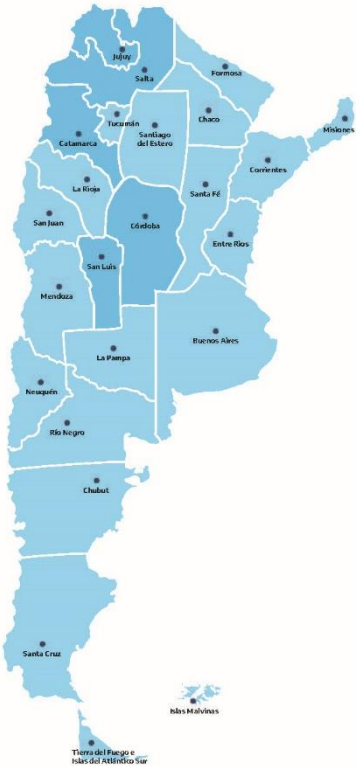 Jujuy
Salta
Formosa
Tucumán
Chaco
Misiones
Santiago
del Estero
Catamarca
Corrientes
La Rioja
Santa Fé
San Juan
Córdoba
Entre Ríos
San Luis
Mendoza
Buenos Aires
La Pampa
Neuquén
Río Negro
Chubut
Santa Cruz
Islas Malvinas
Tierra del Fuego e
Islas del Atlántico Sur